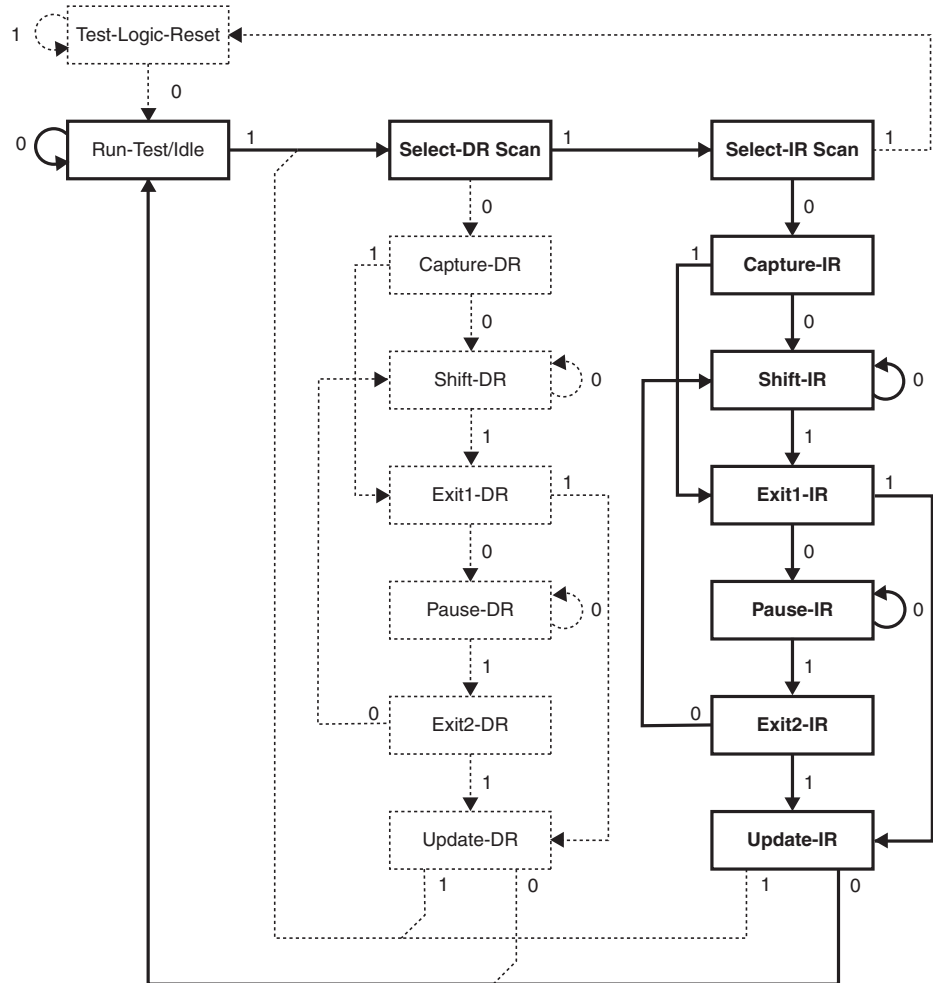 1 Test-Logic-Reset
0
0 Run-Test/Idle 1 Select-DR Scan 1 Select-IR Scan 1
0 0
1 Capture-DR 1 Capture-IR
0 0
Shift-DR 0 Shift-IR 0
1 1
Exit1-DR 1 Exit1-IR 1
0 0
Pause-DR 0 Pause-IR 0
1 1
0 Exit2-DR 0 Exit2-IR
1 1
Update-DR Update-IR
1 0 1 0